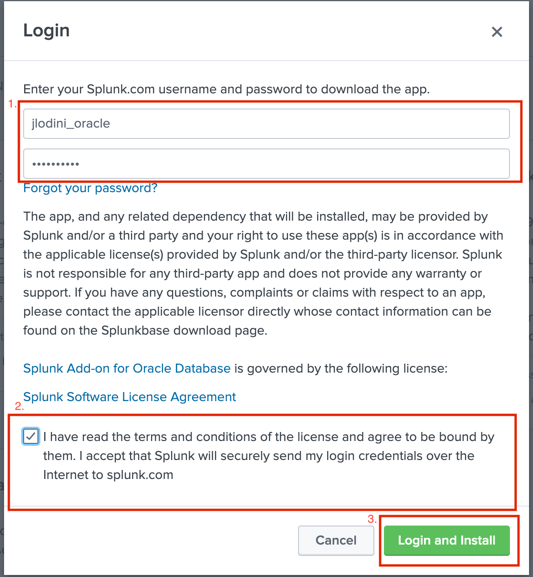 Login
×
Enter your Splunk.com username and password to download the app.
1.
jlodini_oracle
••••••••••
Forgot your password?
The app, and any related dependency that will be installed, may be provided by
Splunk and/or a third party and your right to use these app(s) is in accordance with
the applicable license(s) provided by Splunk and/or the third-party licensor. Splunk
is not responsible for any third-party app and does not provide any warranty or
support. If you have any questions, complaints or claims with respect to an app,
please contact the applicable licensor directly whose contact information can be
found on the Splunkbase download page.
Splunk Add-on for Oracle Database is governed by the following license:
Splunk Software License Agreement
2.
I have read the terms and conditions of the license and agree to be bound by
them. I accept that Splunk will securely send my login credentials over the
Internet to splunk.com
3.
Cancel
Login and Install